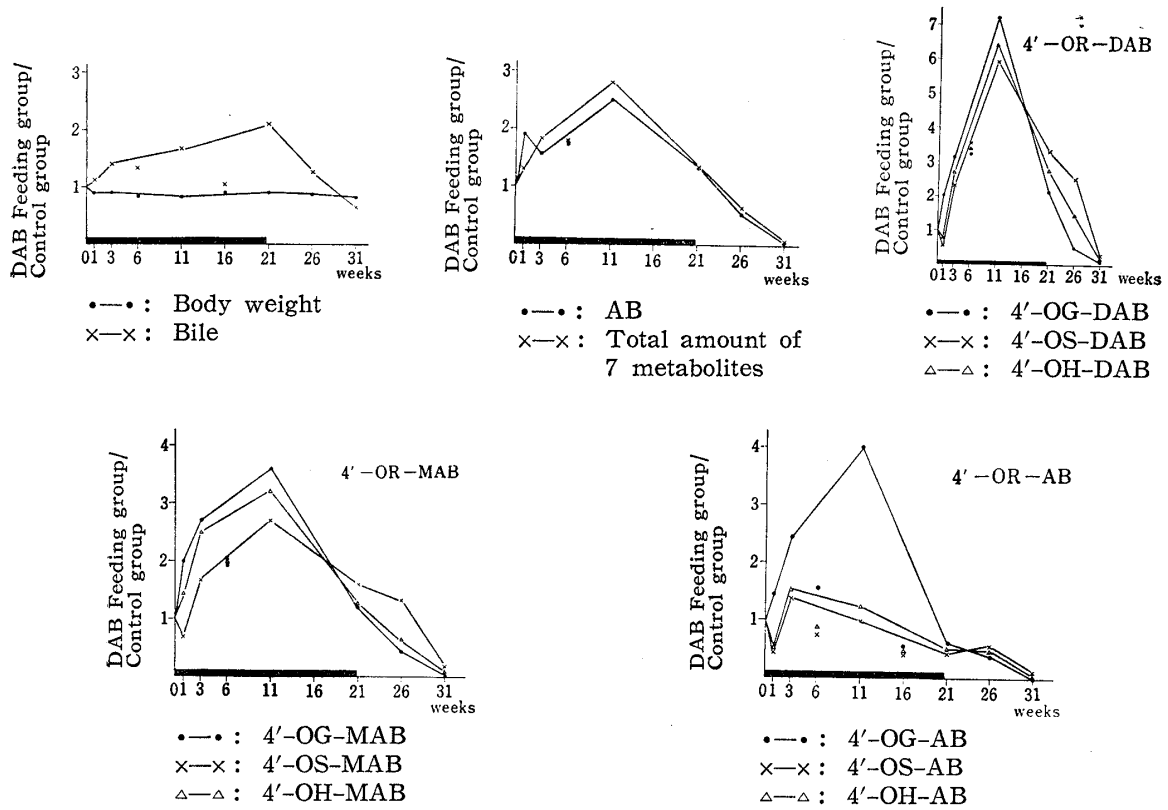 DAB Feeding group/
Control group
3
2
1
01 3 6 11 16 21 26 31
weeks
•—• : Body weight
×—× : Bile
DAB Feeding group/
Control group
3
2
1
01 3 6 11 16 21 26 31
weeks
•—• : AB
×—× : Total amount of
7 metabolites
DAB Feeding group/
Control group
4'-OR-DAB
7
6
5
4
3
2
1
013 6 11 16 21 26 31 weeks
•—• : 4'-OG-DAB
×—× : 4'-OS-DAB
△—△ : 4'-OH-DAB
DAB Feeding group/
Control group
4'-OR-MAB
4
3
2
1
01 3 6 11 16 21 26 31
weeks
•—• : 4'-OG-MAB
×—× : 4'-OS-MAB
△—△ : 4'-OH-MAB
DAB Feeding group/
Control group
4'-OR-AB
4
3
2
1
01 3 6 11 16 21 26 31
weeks
•—• : 4'-OG-AB
×—× : 4'-OS-AB
△—△ : 4'-OH-AB